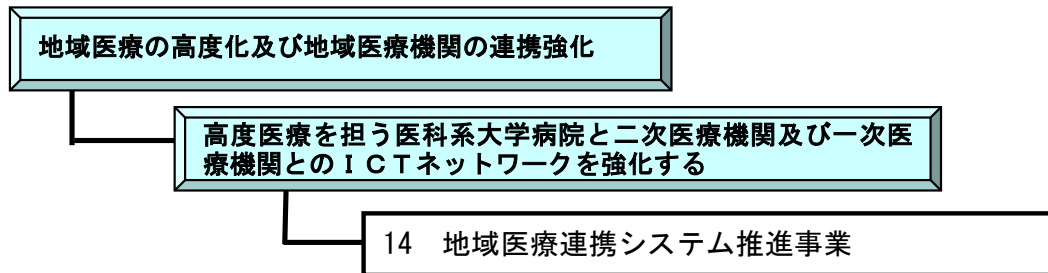 地域医療の高度化及び地域医療機関の連携強化
高度医療を担う医科系大学病院と二次医療機関及び一次医
療機関とのＩＣＴネットワークを強化する
14　地域医療連携システム推進事業